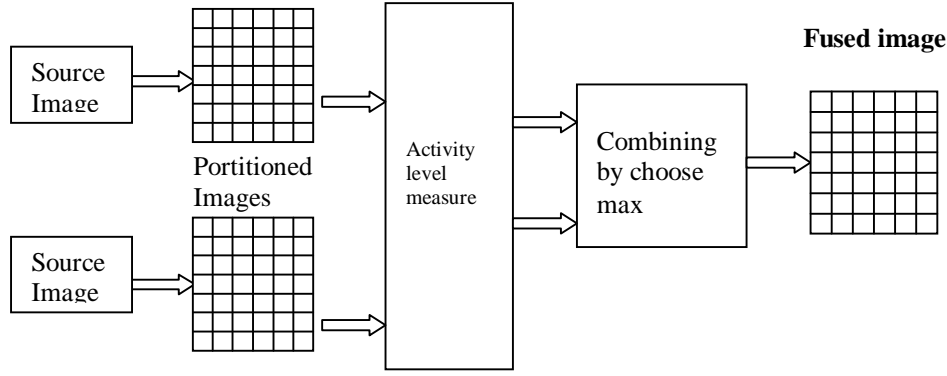 Source
Image
Portitioned
Images
Source
Image
Activity
level
measure
Combining
by choose
max
Fused image